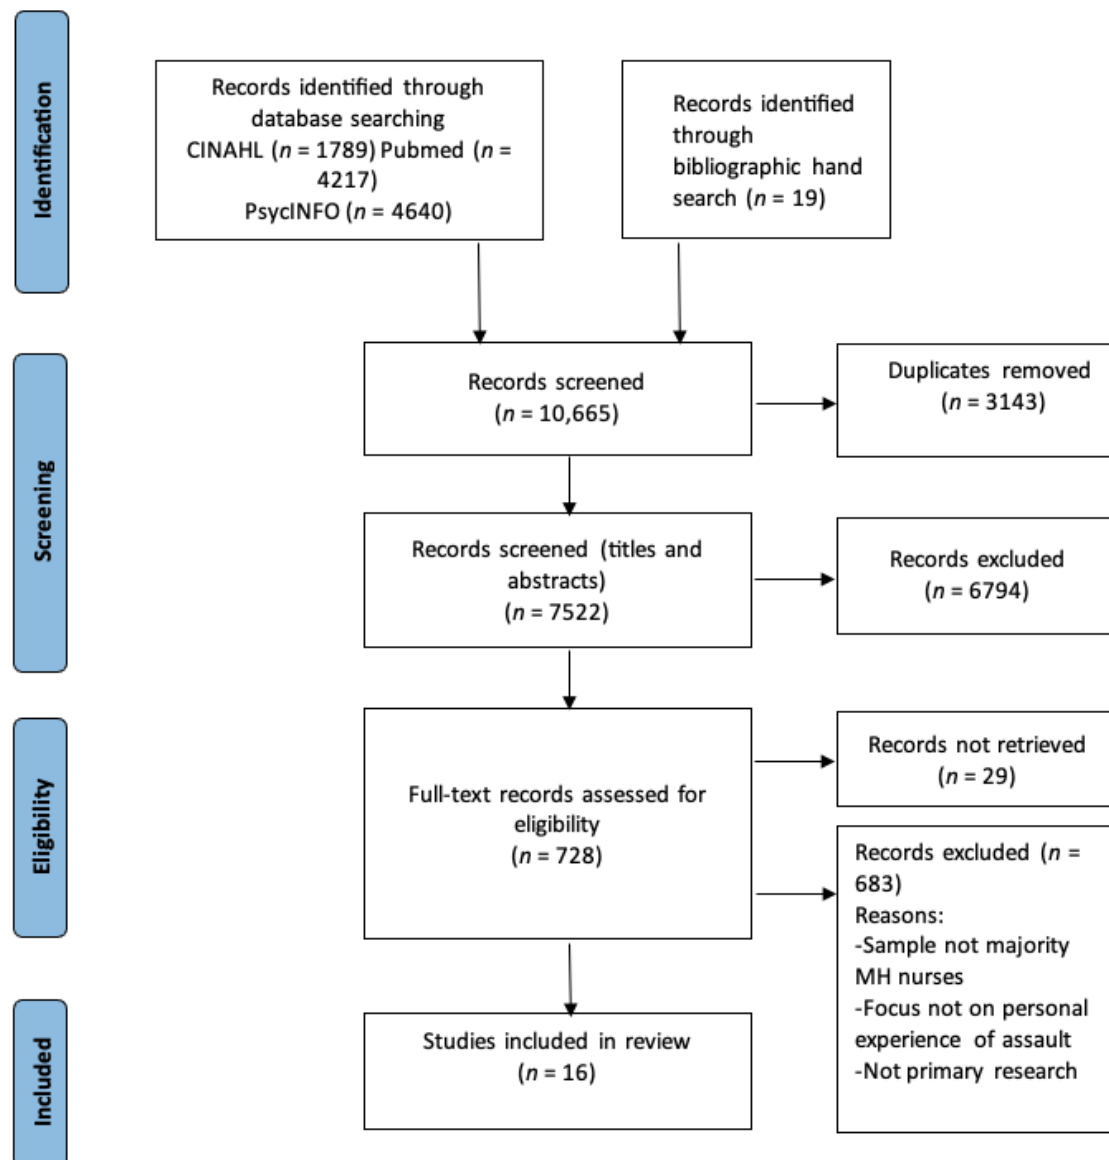 Identification
Records identified through
database searching
CINAHL (n = 1789) Pubmed (n =
4217)
PsycINFO (n = 4640)
Records identified
through
bibliographic hand
search (n = 19)
Screening
Records screened
(n = 10,665)
Duplicates removed
(n = 3143)
Records screened (titles and
abstracts)
(n = 7522)
Records excluded
(n = 6794)
Eligibility
Full-text records assessed for
eligibility
(n = 728)
Records not retrieved
(n = 29)
Records excluded (n =
683)
Reasons:
-Sample not majority
MH nurses
-Focus not on personal
experience of assault
-Not primary research
Included
Studies included in review
(n = 16)